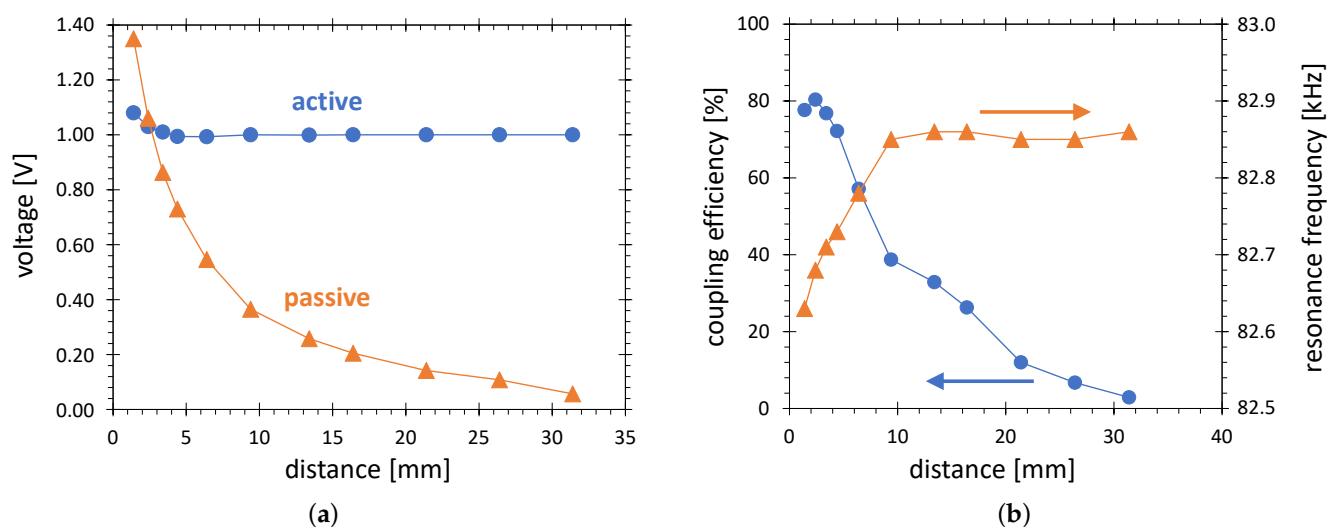 1.40
1.20
1.00
0.80
0.60
0.40
0.20
0.00
voltage [V]
active
passive
0 5 10 15 20 25 30 35
distance [mm]
(a)
100
80
60
40
20
0
coupling efficiency [%]
83.0
82.9
82.8
82.7
82.6
82.5
resonance frequency [kHz]
0 10 20 30 40
distance [mm]
(b)